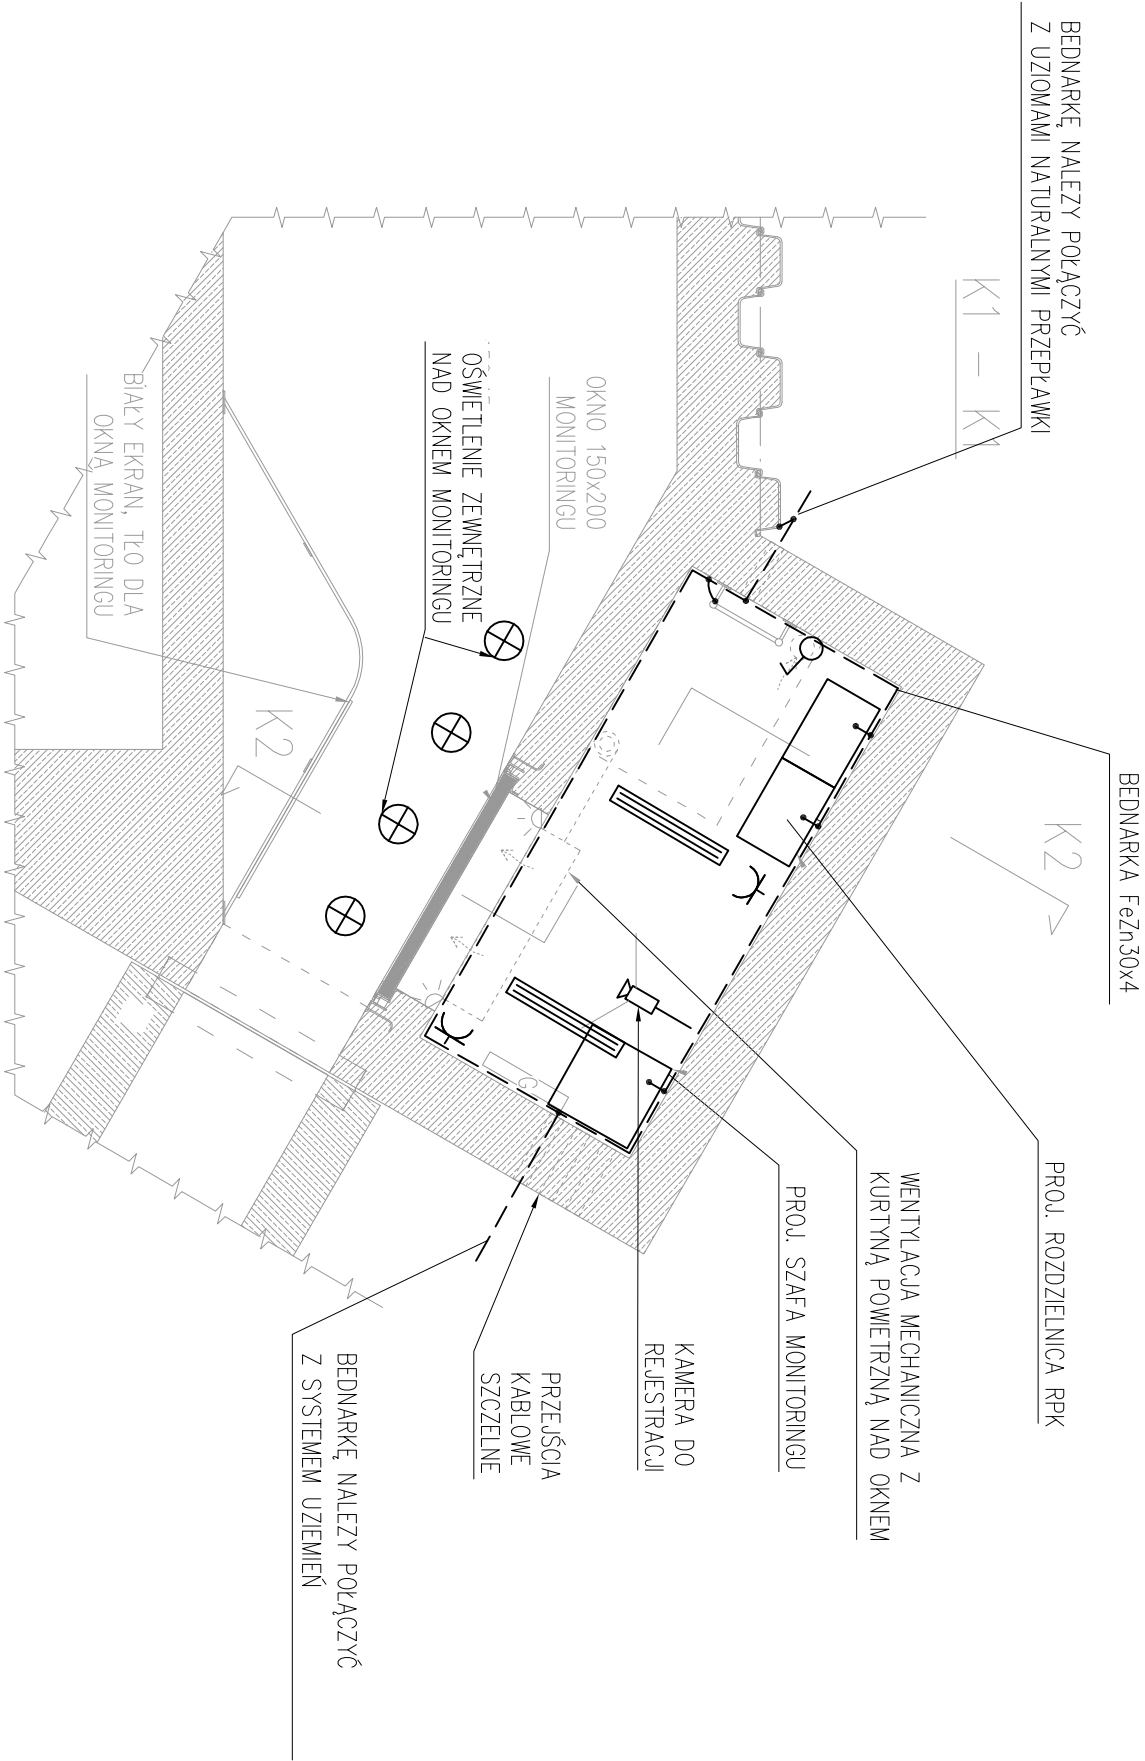 BEDNARKĘ NALEZY POŁĄCZYĆ
Z UZIOMAMI NATURALNYMI PRZEPŁAWKI
K1 - K1
BEDNARKA FeZn30x4
K2
PROJ. ROZDZIELNICA RPK
WENTYLACJA MECHANICZNA Z
KURTYNĄ POWIETRZNĄ NAD OKNEM
PROJ. SZAFA MONITORINGU
KAMERA DO
REJESTRACJI
PRZEJŚCIA
KABLOWE
SZCZELNE
BEDNARKĘ NALEZY POŁĄCZYĆ
Z SYSTEMEM UZIEMIEŃ
OKNO 150x200
MONITORINGU
OŚWIETLENIE ZEWNĘTRZNE
NAD OKNEM MONITORINGU
K2
BIAŁY EKRAN, TŁO DLA
OKNA MONITORINGU
G